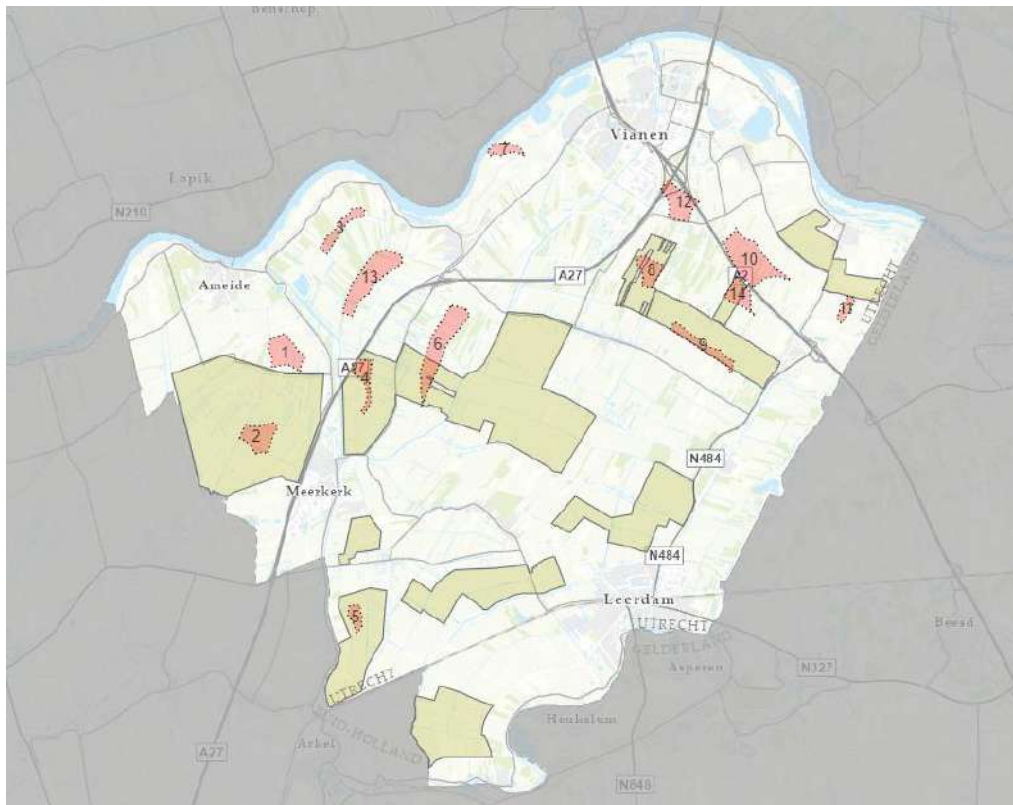 Benschop
Vianen
7
Lopik
N210
12
3
8
10
A2
14
13
A27
Ameide
UTRECHT
GELDERLAND
11
6
9
1
4
7
2
N484
Meerkerk
N484
Leerdam
5
UTRECHT
GELDERLAND
Beesd
Asperen
N327
UTRECHT
ZUID-HOLLAND
Heukelum
Arkel
A27
N848